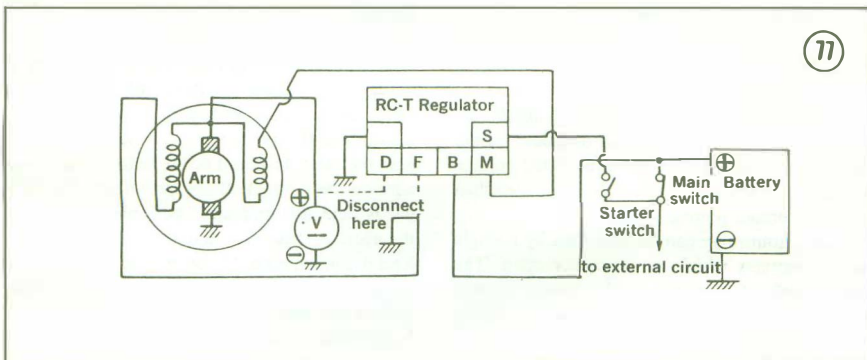 77
RC-T Regulator
S
D F B M
Arm
⊕
V
⊖
Disconnect
here
Starter
switch
Main
switch
⊕
Battery
⊖
to external circuit